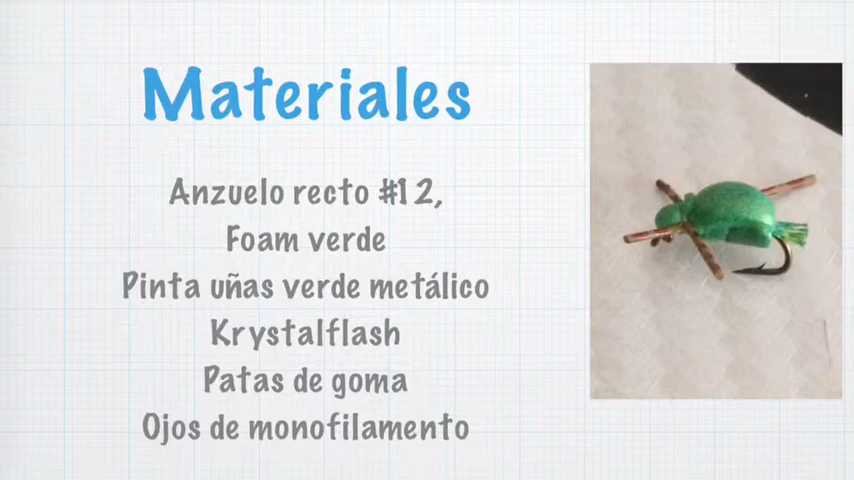 Materiales
Anzuelo recto #12,
Foam verde
Pinta uñas verde metálico
Krystalflash
Patas de goma
Ojos de monofilamento